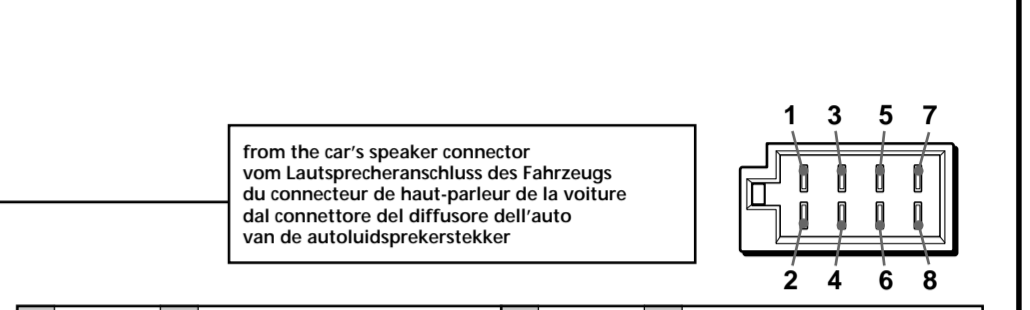 from the car's speaker connector
vom Lautsprecheranschluss des Fahrzeugs
du connecteur de haut-parleur de la voiture
dal connettore del diffusore dell'auto
van de autoluidsprekerstekker
1 3 5 7
2 4 6 8